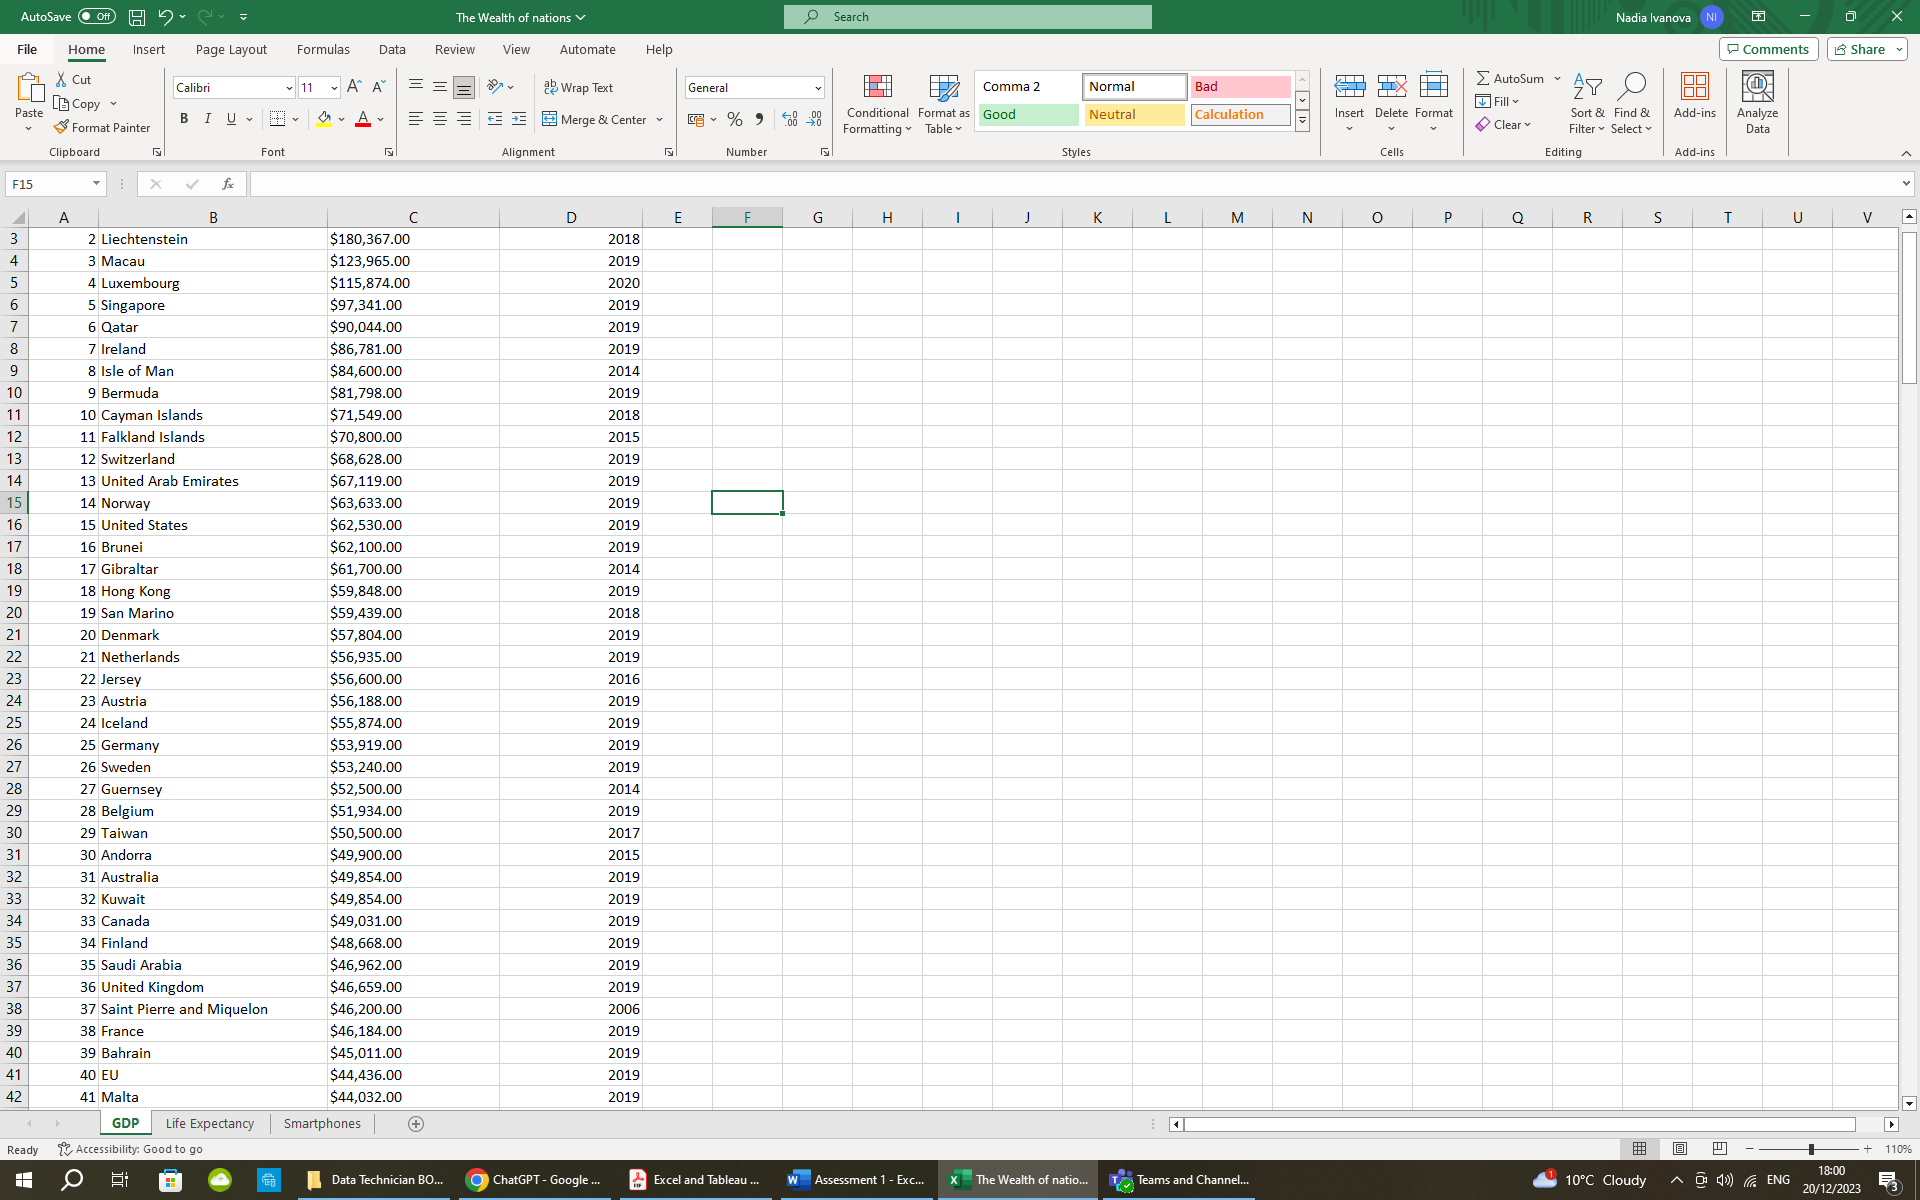 AutoSave Off The Wealth of nations Search Nadia Ivanova NI
File Home Insert Page Layout Formulas Data Review View Automate Help Comments Share
Paste Cut Copy Format Painter Clipboard
Calibri 11 A A B I U A Font
Wrap Text Merge & Center Alignment
General % Number
Conditional Formatting Format as Table Comma 2 Normal Bad Good Neutral Calculation Styles
Insert Delete Format Cells
AutoSum Fill Clear Sort & Filter Find & Select Editing
Add-ins Add-ins
Analyze Data
F15 fx
A B C D E F G H I J K L M N O P Q R S T U V
3 2 Liechtenstein $180,367.00 2018
4 3 Macau $123,965.00 2019
5 4 Luxembourg $115,874.00 2020
6 5 Singapore $97,341.00 2019
7 6 Qatar $90,044.00 2019
8 7 Ireland $86,781.00 2019
9 8 Isle of Man $84,600.00 2014
10 9 Bermuda $81,798.00 2019
11 10 Cayman Islands $71,549.00 2018
12 11 Falkland Islands $70,800.00 2015
13 12 Switzerland $68,628.00 2019
14 13 United Arab Emirates $67,119.00 2019
15 14 Norway $63,633.00 2019
16 15 United States $62,530.00 2019
17 16 Brunei $62,100.00 2019
18 17 Gibraltar $61,700.00 2014
19 18 Hong Kong $59,848.00 2019
20 19 San Marino $59,439.00 2018
21 20 Denmark $57,804.00 2019
22 21 Netherlands $56,935.00 2019
23 22 Jersey $56,600.00 2016
24 23 Austria $56,188.00 2019
25 24 Iceland $55,874.00 2019
26 25 Germany $53,919.00 2019
27 26 Sweden $53,240.00 2019
28 27 Guernsey $52,500.00 2014
29 28 Belgium $51,934.00 2019
30 29 Taiwan $50,500.00 2017
31 30 Andorra $49,900.00 2015
32 31 Australia $49,854.00 2019
33 32 Kuwait $49,854.00 2019
34 33 Canada $49,031.00 2019
35 34 Finland $48,668.00 2019
36 35 Saudi Arabia $46,962.00 2019
37 36 United Kingdom $46,659.00 2019
38 37 Saint Pierre and Miquelon $46,200.00 2006
39 38 France $46,184.00 2019
40 39 Bahrain $45,011.00 2019
41 40 EU $44,436.00 2019
42 41 Malta $44,032.00 2019
GDP Life Expectancy Smartphones
Ready Accessibility: Good to go 110%
Data Technician BO... ChatGPT - Google ... Excel and Tableau ... Assessment 1 - Exc... The Wealth of natio... Teams and Channel... 1 10°C Cloudy ENG 18:00 20/12/2023 3